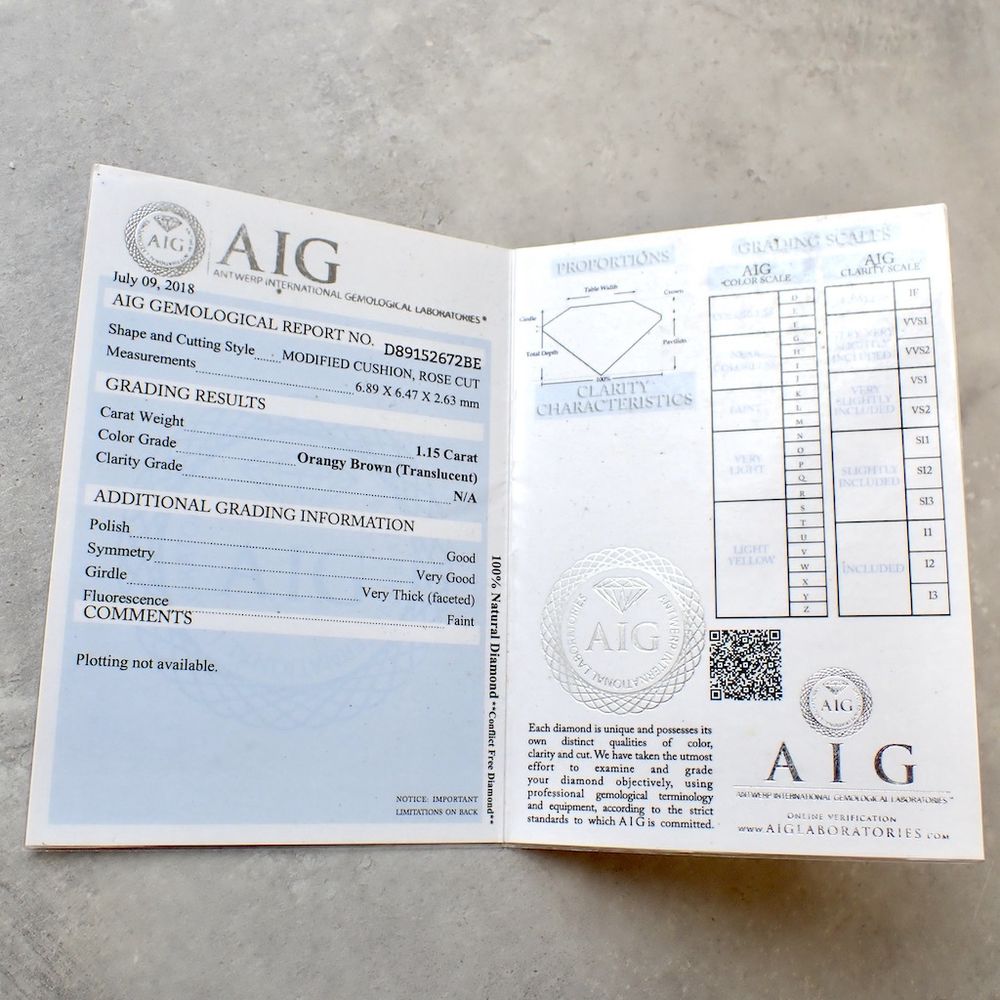 AIG
AIG
ANTWERP INTERNATIONAL GEMOLOGICAL LABORATORIES
July 09, 2018
AIG GEMOLOGICAL REPORT NO. D89152672BE
Shape and Cutting Style MODIFIED CUSHION, ROSE CUT
Measurements 6.89 X 6.47 X 2.63 mm
GRADING RESULTS
Carat Weight 1.15 Carat
Color Grade Orangy Brown (Translucent)
Clarity Grade N/A
ADDITIONAL GRADING INFORMATION
Polish Good
Symmetry Very Good
Girdle Very Thick (faceted)
Fluorescence Faint
COMMENTS
Plotting not available.
NOTICE: IMPORTANT
LIMITATIONS ON BACK
100% Natural Diamond **Conflict Free Diamond**
PROPORTIONS
Table Width
Crown
Girdle
Total Depth
Pavilion
100%
CLARITY
CHARACTERISTICS
GRADING SCALES
AIG
COLOR SCALE
D
E
F
G
H
I
J
K
L
M
N
O
P
Q
R
S
T
U
V
W
X
Y
Z
NEAR
COLORLESS
FAINT
VERY
LIGHT
LIGHT
YELLOW
AIG
CLARITY SCALE
IF
VERY VERY
SLIGHTLY
INCLUDED
VVS1
VVS2
VERY
SLIGHTLY
INCLUDED
VS1
VS2
SLIGHTLY
INCLUDED
SI1
SI2
SI3
INCLUDED
I1
I2
I3
AIG
ANTWERP INTERNATIONAL LABORATORIES
Each diamond is unique and possesses its
own distinct qualities of color,
clarity and cut. We have taken the utmost
effort to examine and grade
your diamond objectively, using
professional gemological terminology
and equipment, according to the strict
standards to which A I G is committed.
AIG
A I G
ANTWERP INTERNATIONAL GEMOLOGICAL LABORATORIES
ONLINE VERIFICATION
www.AIGLABORATORIES.COM